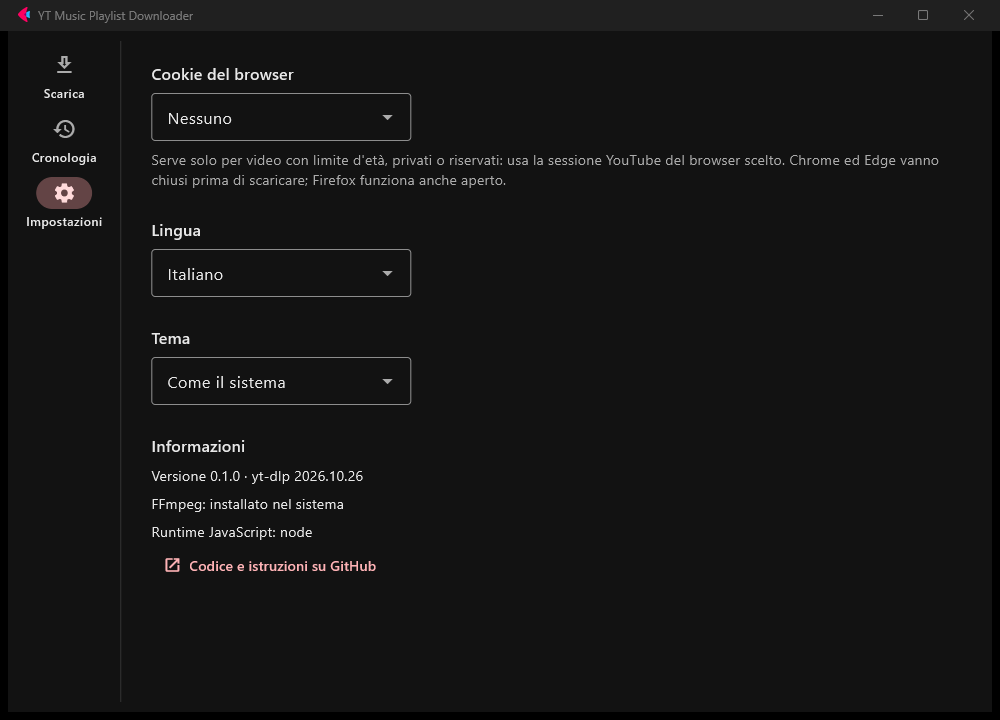 YT Music Playlist Downloader
Scarica
Cronologia
Impostazioni
Cookie del browser
Nessuno
Serve solo per video con limite d'età, privati o riservati: usa la sessione YouTube del browser scelto. Chrome ed Edge vanno
chiusi prima di scaricare; Firefox funziona anche aperto.
Lingua
Italiano
Tema
Come il sistema
Informazioni
Versione 0.1.0 · yt-dlp 2026.10.26
FFmpeg: installato nel sistema
Runtime JavaScript: node
Codice e istruzioni su GitHub